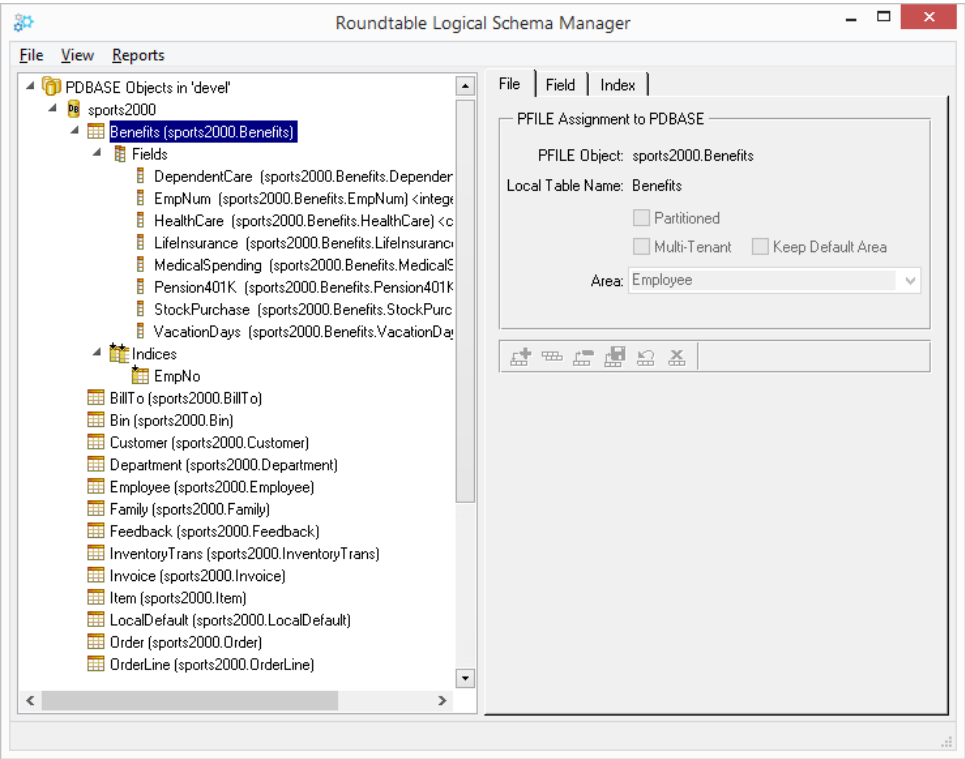 Roundtable Logical Schema Manager
File View Reports
PDBASE Objects in 'devel'
DB sports2000
Benefits (sports2000.Benefits)
Fields
DependentCare (sports2000.Benefits.Depender
EmpNum (sports2000.Benefits.EmpNum) <intege
HealthCare (sports2000.Benefits.HealthCare) <c
LifeInsurance (sports2000.Benefits.LifeInsuranc
MedicalSpending (sports2000.Benefits.MedicalS
Pension401K (sports2000.Benefits.Pension401K
StockPurchase (sports2000.Benefits.StockPurc
VacationDays (sports2000.Benefits.VacationDay
Indices
EmpNo
BillTo (sports2000.BillTo)
Bin (sports2000.Bin)
Customer (sports2000.Customer)
Department (sports2000.Department)
Employee (sports2000.Employee)
Family (sports2000.Family)
Feedback (sports2000.Feedback)
InventoryTrans (sports2000.InventoryTrans)
Invoice (sports2000.Invoice)
Item (sports2000.Item)
LocalDefault (sports2000.LocalDefault)
Order (sports2000.Order)
OrderLine (sports2000.OrderLine)
File Field Index
PFILE Assignment to PDBASE
PFILE Object: sports2000.Benefits
Local Table Name: Benefits
Partitioned
Multi-Tenant Keep Default Area
Area: Employee